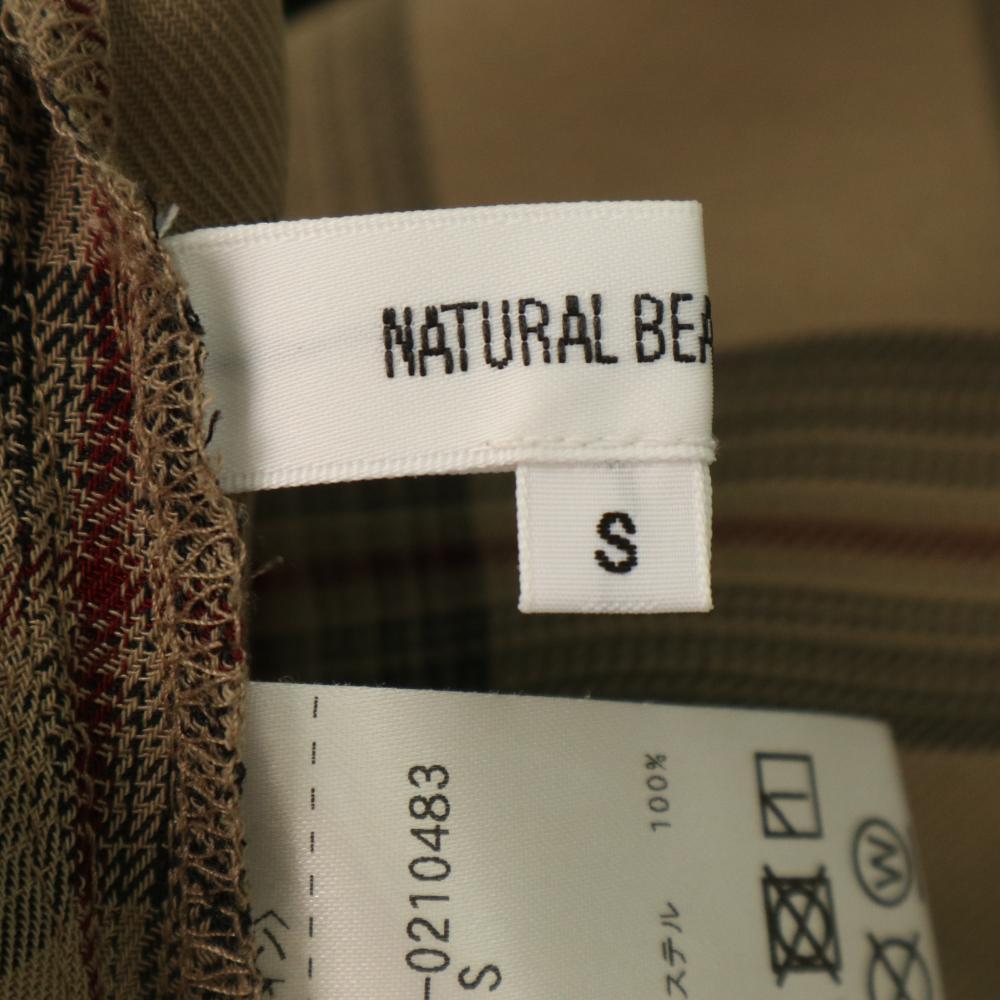 NATURAL BEA
S
-0210483
S
100%
ステル
W